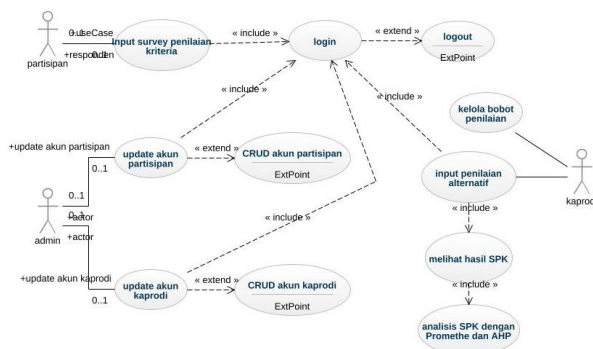 0..1
+useCase
+responden
0..1
partisipan
Input survey penilaian
kriteria
« include »
login
« extend »
logout
ExtPoint
« include »
« include »
kelola bobot
penilaian
+update akun partisipan
0..1
update akun
partisipan
« extend »
CRUD akun partisipan
ExtPoint
input penilaian
alternatif
kaprod
0..1
0..1
+actor
admin
+actor
« include »
« include »
melihat hasil SPK
+update akun kaprodi
0..1
update akun
kaprodi
« extend »
CRUD akun kaprodi
ExtPoint
« include »
analisis SPK dengan
Promethe dan AHP